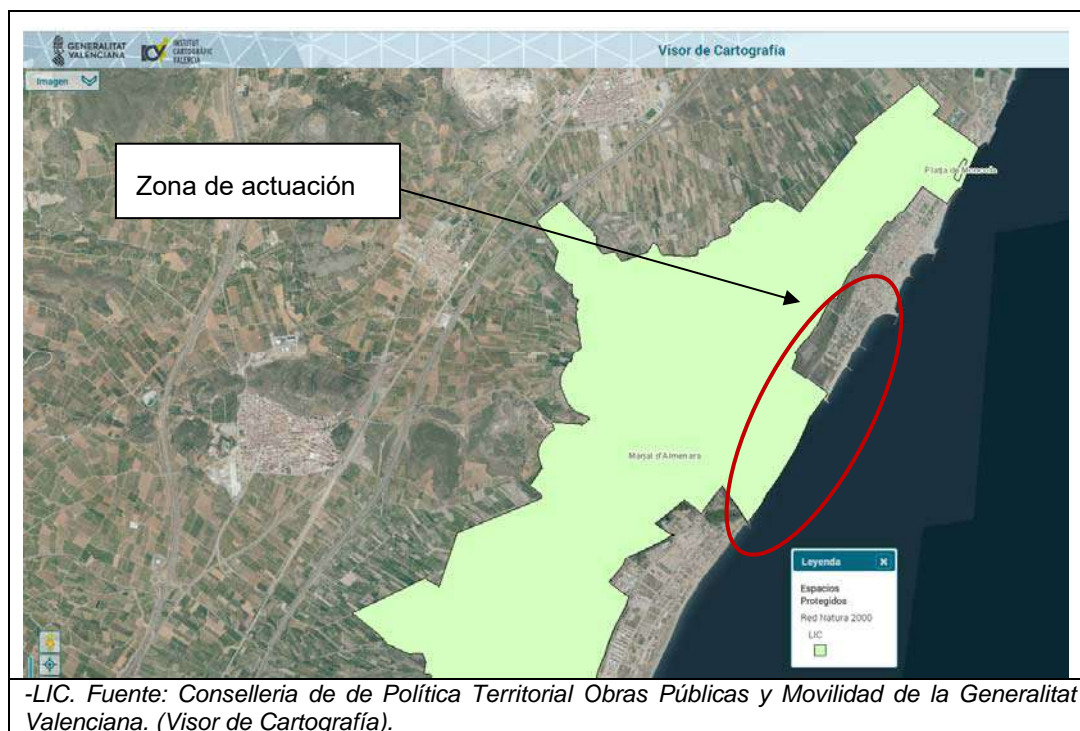 GENERALITAT
VALENCIANA
ICV
INSTITUT
CARTOGRÀFIC
VALENCIÀ
Visor de Cartografía
Imagen
Zona de actuación
Platja de Moncofa
Marjal d'Almenara
Leyenda
x
Espacios
Protegidos
Red Natura 2000
LIC
-LIC. Fuente: Conselleria de de Política Territorial Obras Públicas y Movilidad de la Generalitat
Valenciana. (Visor de Cartografía).